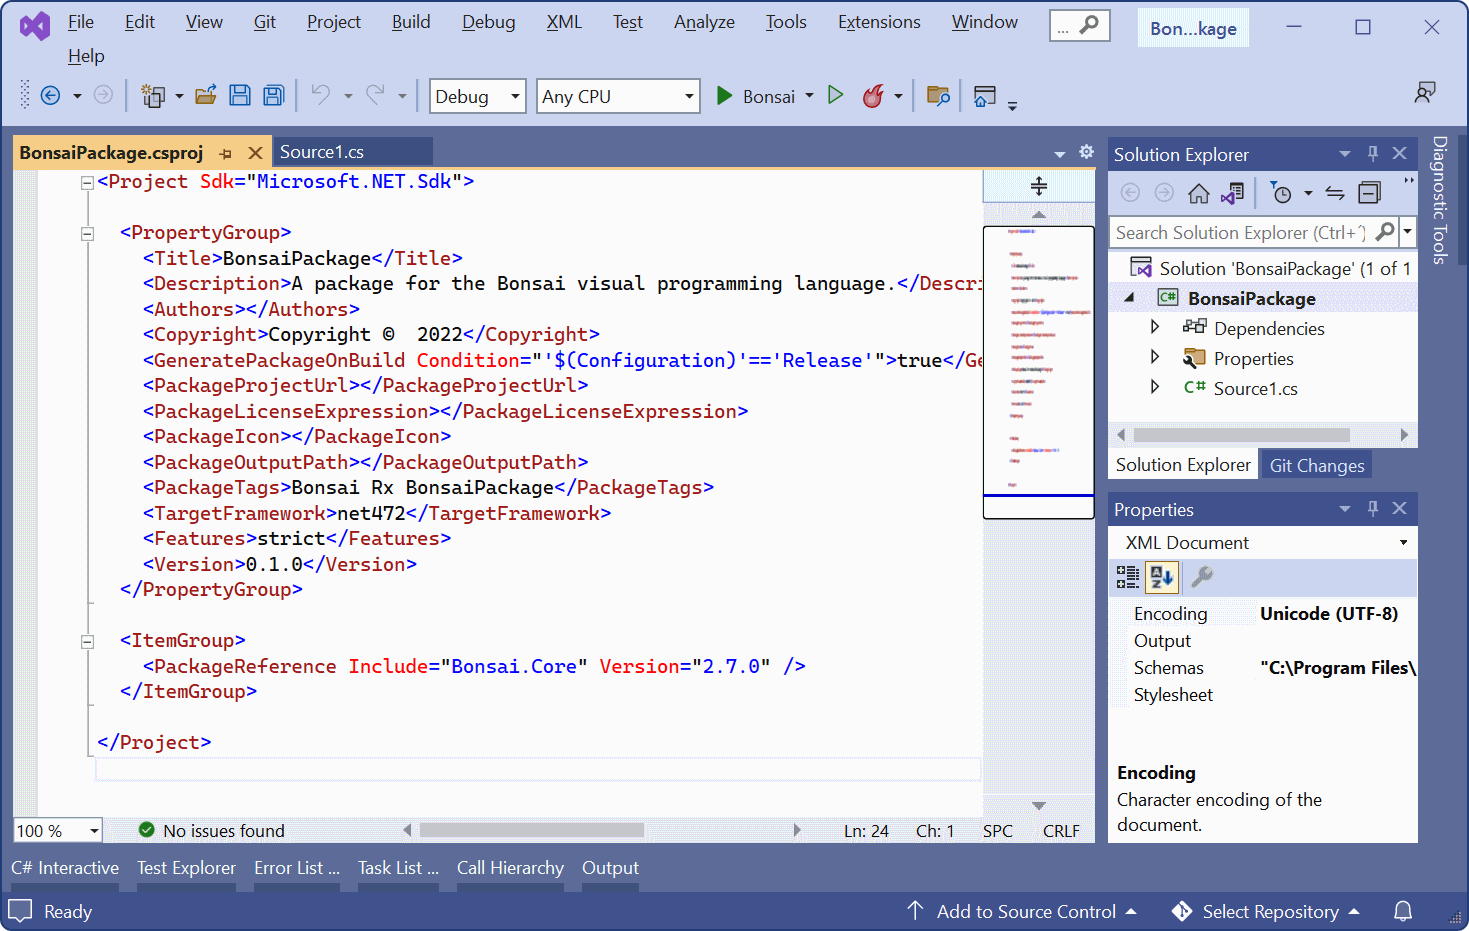 File Edit View Git Project Build Debug XML Test Analyze Tools Extensions Window ... Bon...kage
Help
Debug Any CPU Bonsai
BonsaiPackage.csproj Source1.cs
<Project Sdk="Microsoft.NET.Sdk">
<PropertyGroup>
<Title>BonsaiPackage</Title>
<Description>A package for the Bonsai visual programming language.</Descri
<Authors></Authors>
<Copyright>Copyright ©  2022</Copyright>
<GeneratePackageOnBuild Condition="'$(Configuration)'=='Release'">true</Ge
<PackageProjectUrl></PackageProjectUrl>
<PackageLicenseExpression></PackageLicenseExpression>
<PackageIcon></PackageIcon>
<PackageOutputPath></PackageOutputPath>
<PackageTags>Bonsai Rx BonsaiPackage</PackageTags>
<TargetFramework>net472</TargetFramework>
<Features>strict</Features>
<Version>0.1.0</Version>
</PropertyGroup>
<ItemGroup>
<PackageReference Include="Bonsai.Core" Version="2.7.0" />
</ItemGroup>
</Project>
100 % No issues found Ln: 24 Ch: 1 SPC CRLF
Solution Explorer
Search Solution Explorer (Ctrl+´)
Solution 'BonsaiPackage' (1 of 1
C# BonsaiPackage
Dependencies
Properties
C# Source1.cs
Solution Explorer Git Changes
Properties
XML Document
Encoding Unicode (UTF-8)
Output
Schemas "C:\Program Files\
Stylesheet
Encoding
Character encoding of the
document.
Diagnostic Tools
C# Interactive Test Explorer Error List ... Task List ... Call Hierarchy Output
Ready Add to Source Control Select Repository